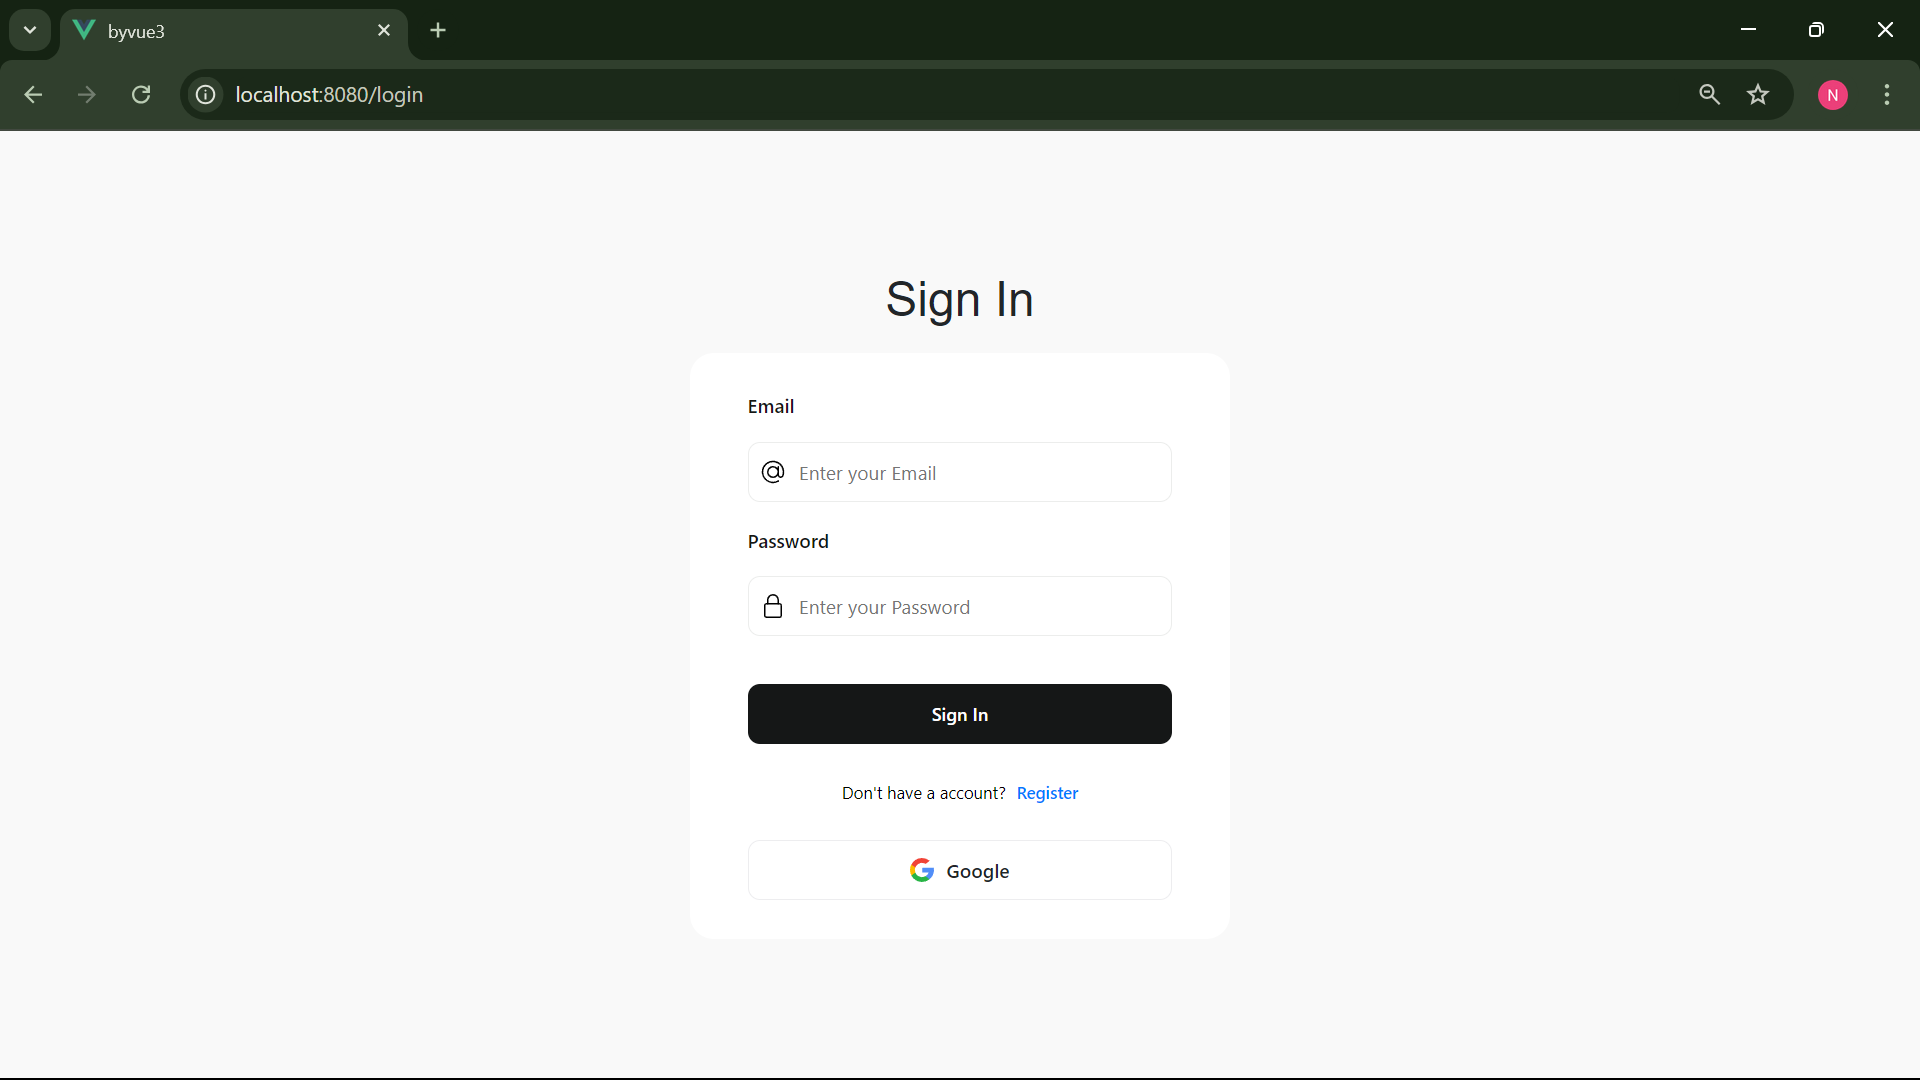 byvue3
localhost:8080/login
N
Sign In
Email
Enter your Email
Password
Enter your Password
Sign In
Don't have a account? Register
Google